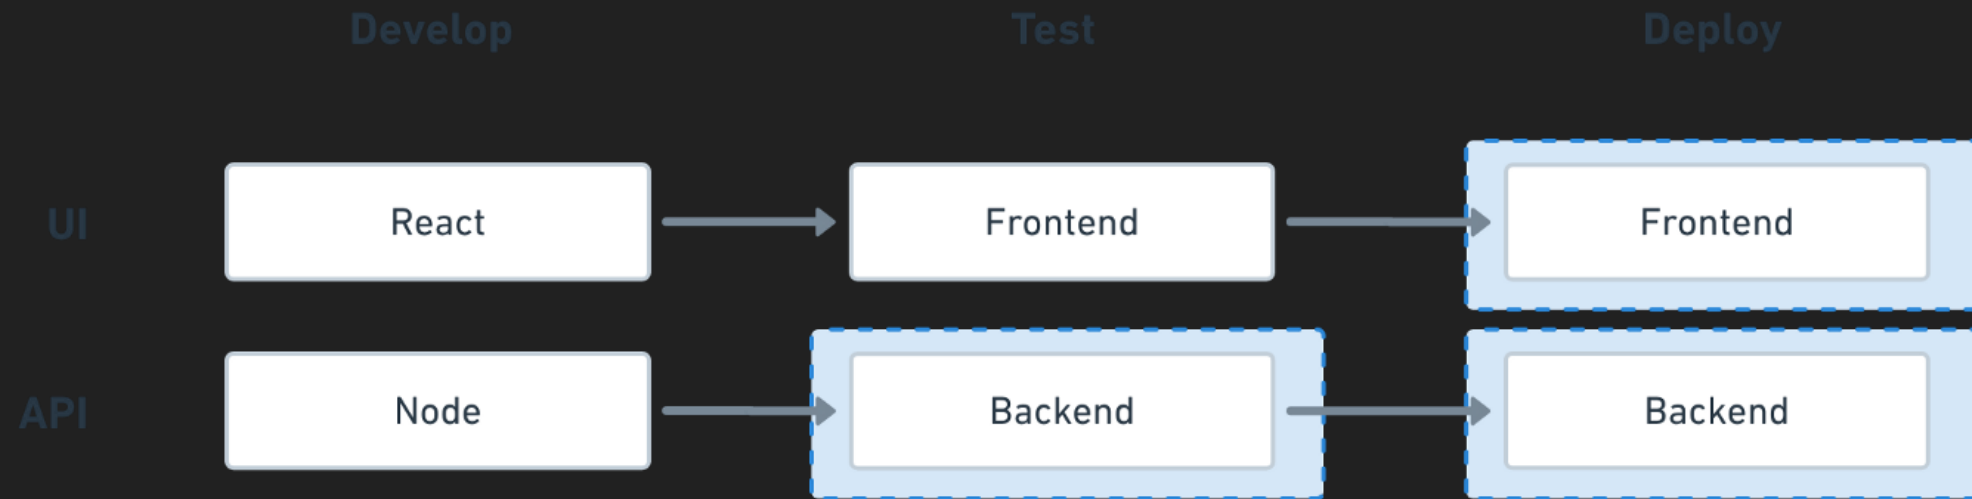 Develop
Test
Deploy
UI
React
Frontend
Frontend
API
Node
Backend
Backend